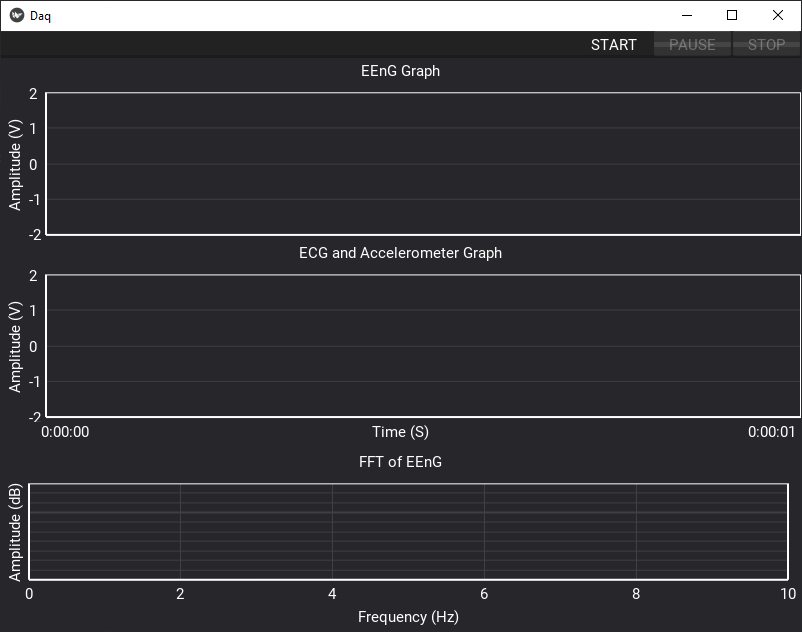 Daq
START PAUSE STOP
EEnG Graph
2
1
0
-1
-2
Amplitude (V)
ECG and Accelerometer Graph
2
1
0
-1
-2
Amplitude (V)
0:00:00 Time (S) 0:00:01
FFT of EEnG
Amplitude (dB)
0 2 4 6 8 10
Frequency (Hz)